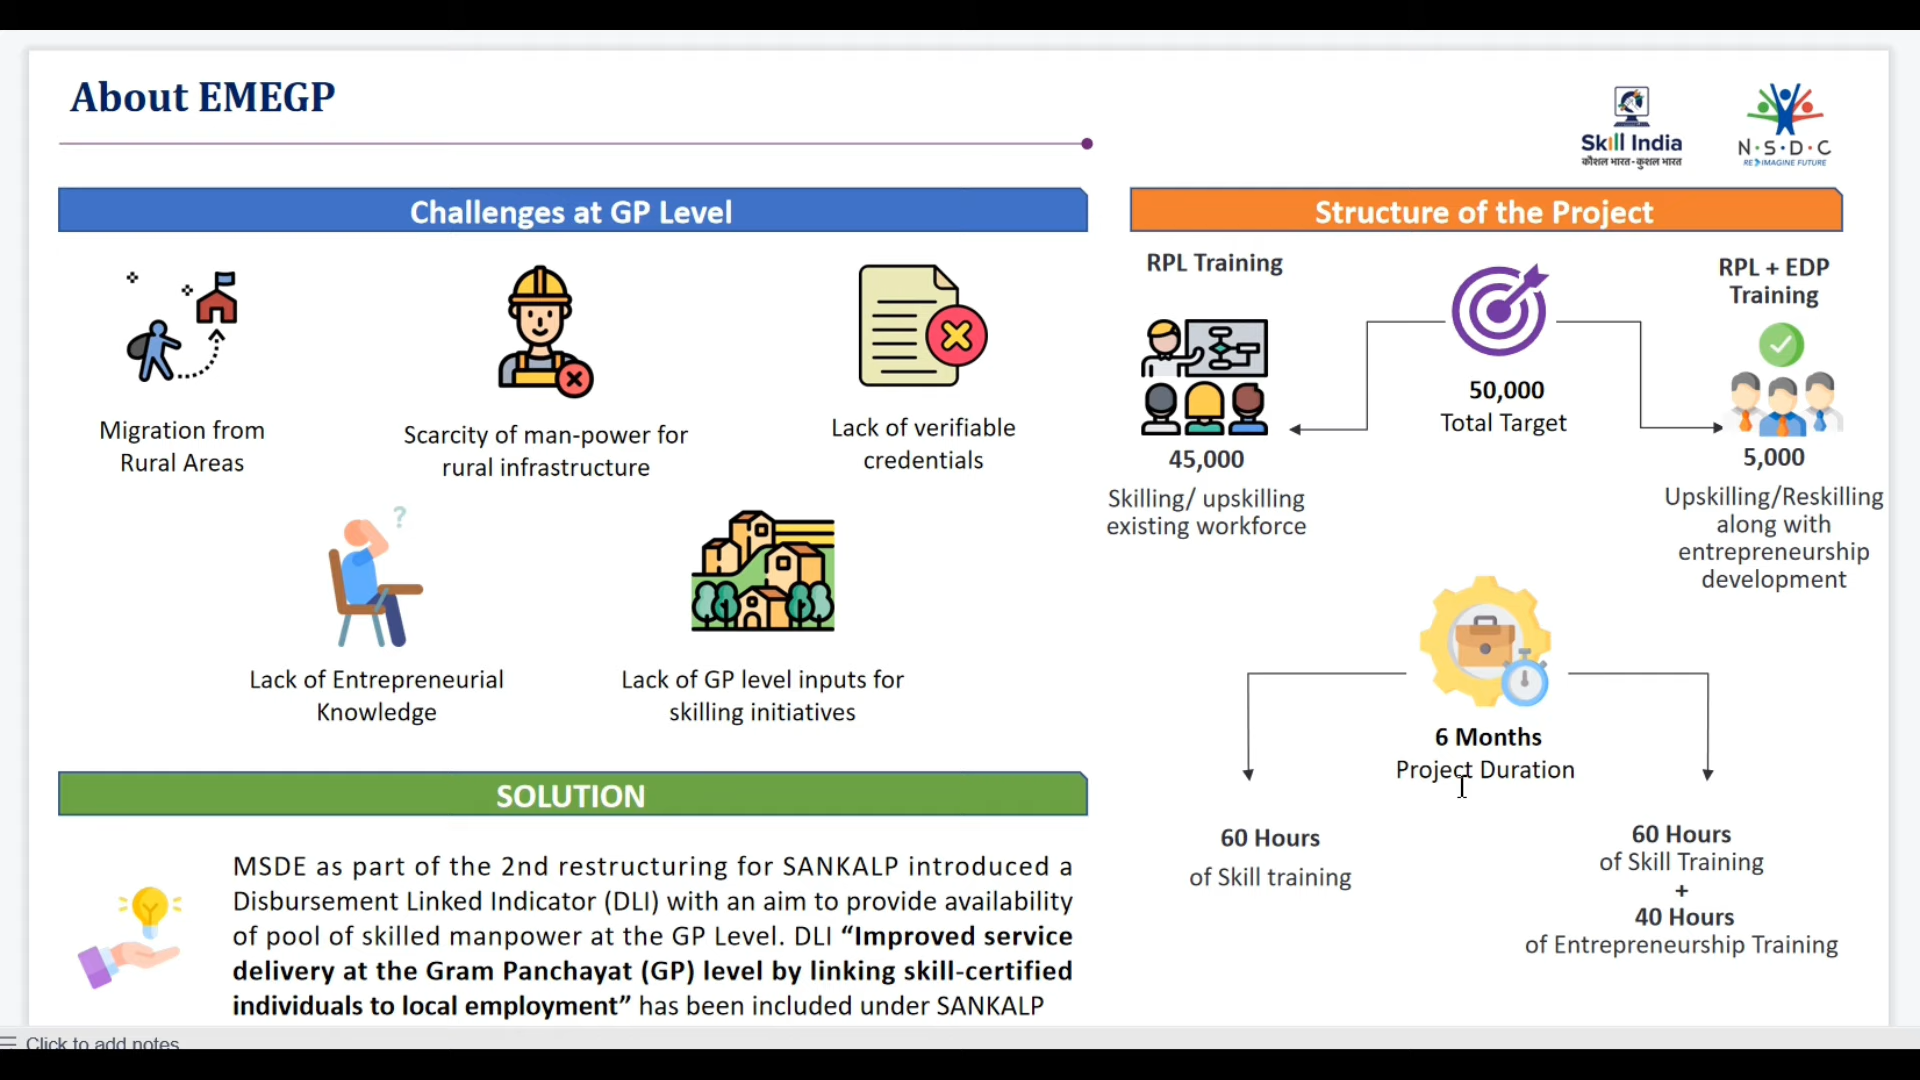 About EMEGP
Skill India
कौशल भारत-कुशल भारत
N·S·D·C
RE IMAGINE FUTURE
Challenges at GP Level
Migration from
Rural Areas
Scarcity of man-power for
rural infrastructure
Lack of verifiable
credentials
?
Lack of Entrepreneurial
Knowledge
Lack of GP level inputs for
skilling initiatives
SOLUTION
MSDE as part of the 2nd restructuring for SANKALP introduced a
Disbursement Linked Indicator (DLI) with an aim to provide availability
of pool of skilled manpower at the GP Level. DLI “Improved service
delivery at the Gram Panchayat (GP) level by linking skill-certified
individuals to local employment” has been included under SANKALP
Structure of the Project
RPL Training
45,000
Skilling/ upskilling
existing workforce
50,000
Total Target
RPL + EDP
Training
5,000
Upskilling/Reskilling
along with
entrepreneurship
development
6 Months
Project Duration
60 Hours
of Skill training
60 Hours
of Skill Training
+
40 Hours
of Entrepreneurship Training
Click to add notes